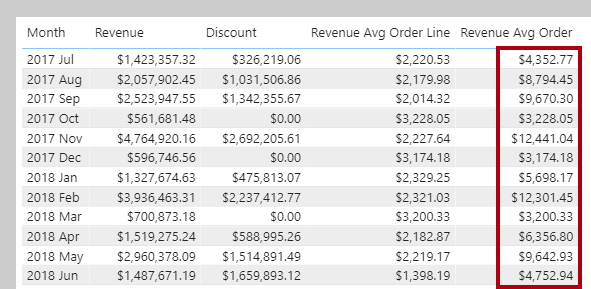 Month Revenue Discount Revenue Avg Order Line Revenue Avg Order
2017 Jul $1,423,357.32 $326,219.06 $2,220.53 $4,352.77
2017 Aug $2,057,902.45 $1,031,506.86 $2,179.98 $8,794.45
2017 Sep $2,523,947.55 $1,342,355.67 $2,014.32 $9,670.30
2017 Oct $561,681.48 $0.00 $3,228.05 $3,228.05
2017 Nov $4,764,920.16 $2,692,205.61 $2,227.64 $12,441.04
2017 Dec $596,746.56 $0.00 $3,174.18 $3,174.18
2018 Jan $1,327,674.63 $475,813.07 $2,329.25 $5,698.17
2018 Feb $3,936,463.31 $2,237,412.77 $2,321.03 $12,301.45
2018 Mar $700,873.18 $0.00 $3,200.33 $3,200.33
2018 Apr $1,519,275.24 $588,995.26 $2,182.87 $6,356.80
2018 May $2,960,378.09 $1,514,891.49 $2,219.17 $9,642.93
2018 Jun $1,487,671.19 $1,659,893.12 $1,398.19 $4,752.94